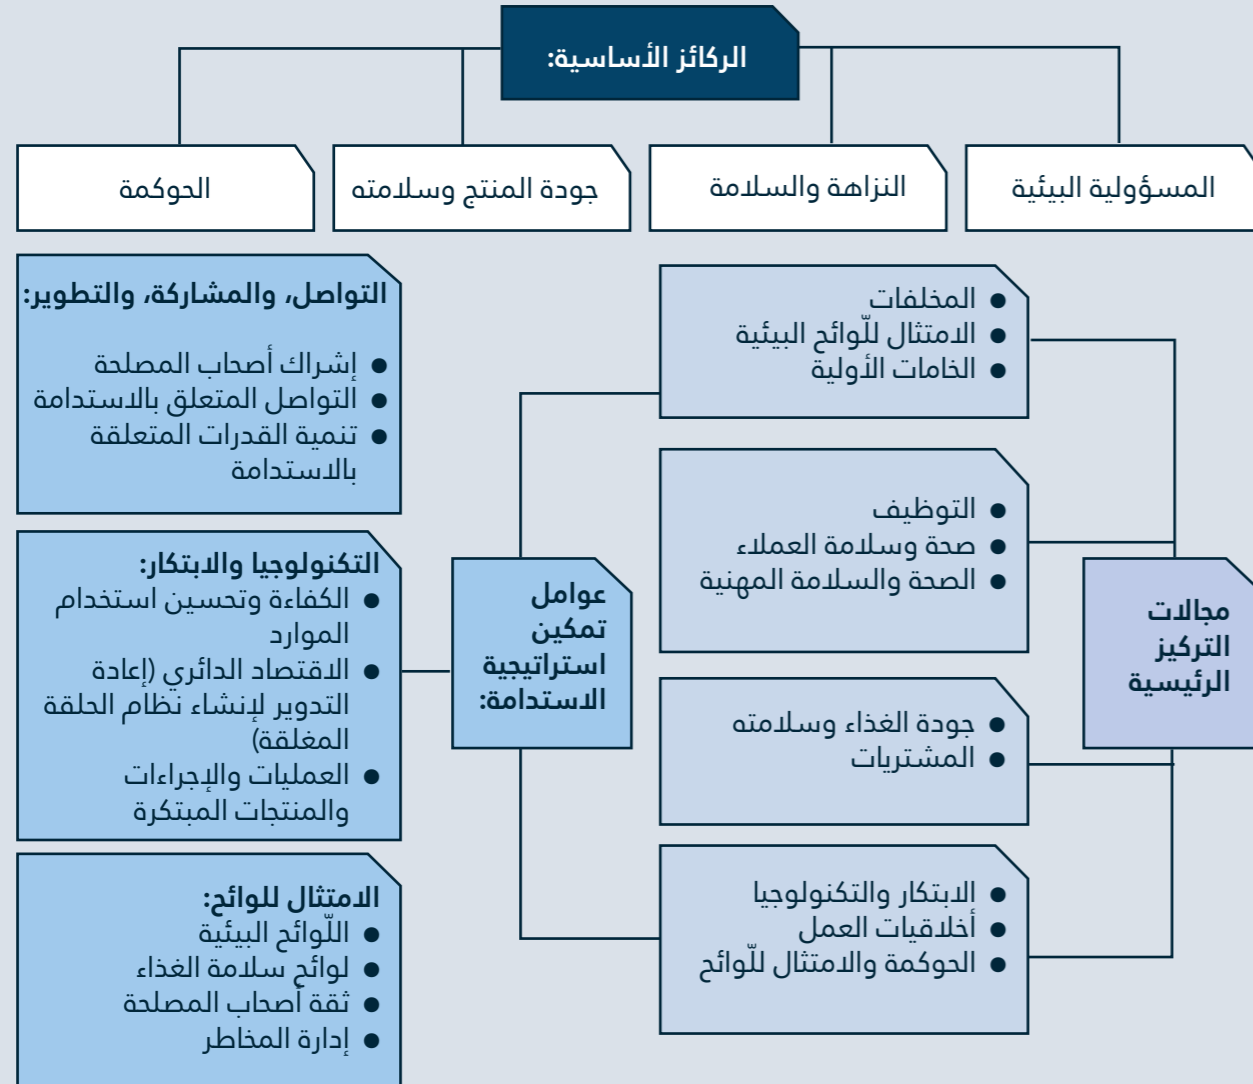 الركائز الأساسية:
المسؤولية البيئية
النزاهة والسلامة
جودة المنتج وسلامته
الحوكمة
مجالات
التركيز
الرئيسية
● المخلفات
● الامتثال للّوائح البيئية
● الخامات الأولية
● التوظيف
● صحة وسلامة العملاء
● الصحة والسلامة المهنية
● جودة الغذاء وسلامته
● المشتريات
● الابتكار والتكنولوجيا
● أخلاقيات العمل
● الحوكمة والامتثال للّوائح
عوامل
تمكين
استراتيجية
الاستدامة:
التواصل، والمشاركة، والتطوير:
● إشراك أصحاب المصلحة
● التواصل المتعلق بالاستدامة
● تنمية القدرات المتعلقة
بالاستدامة
التكنولوجيا والابتكار:
● الكفاءة وتحسين استخدام
الموارد
● الاقتصاد الدائري (إعادة
التدوير لإنشاء نظام الحلقة
المغلقة)
● العمليات والإجراءات
والمنتجات المبتكرة
الامتثال للوائح:
● اللّوائح البيئية
● لوائح سلامة الغذاء
● ثقة أصحاب المصلحة
● إدارة المخاطر